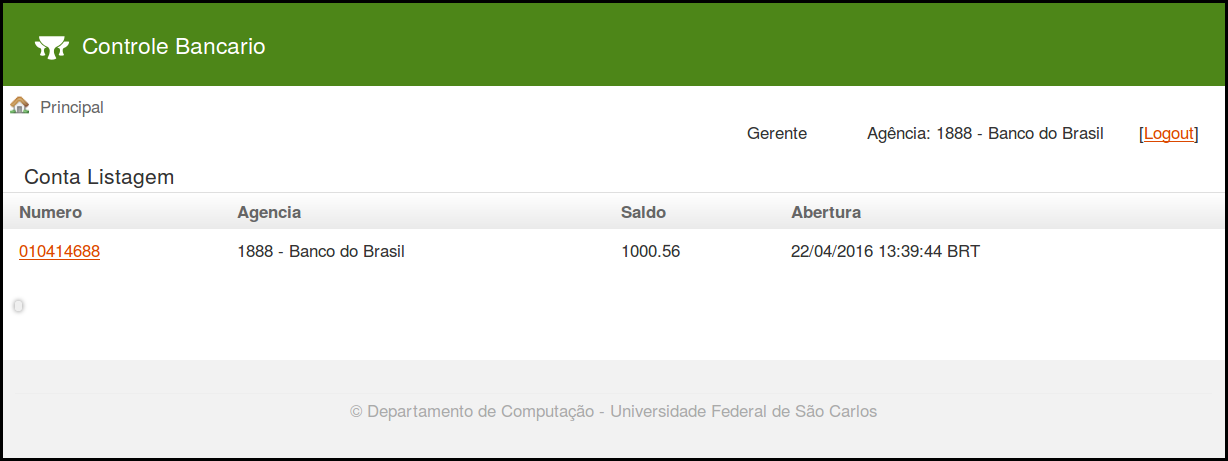 Controle Bancario
Principal
Gerente Agência: 1888 - Banco do Brasil [Logout]
Conta Listagem
Numero Agencia Saldo Abertura
010414688 1888 - Banco do Brasil 1000.56 22/04/2016 13:39:44 BRT
© Departamento de Computação - Universidade Federal de São Carlos